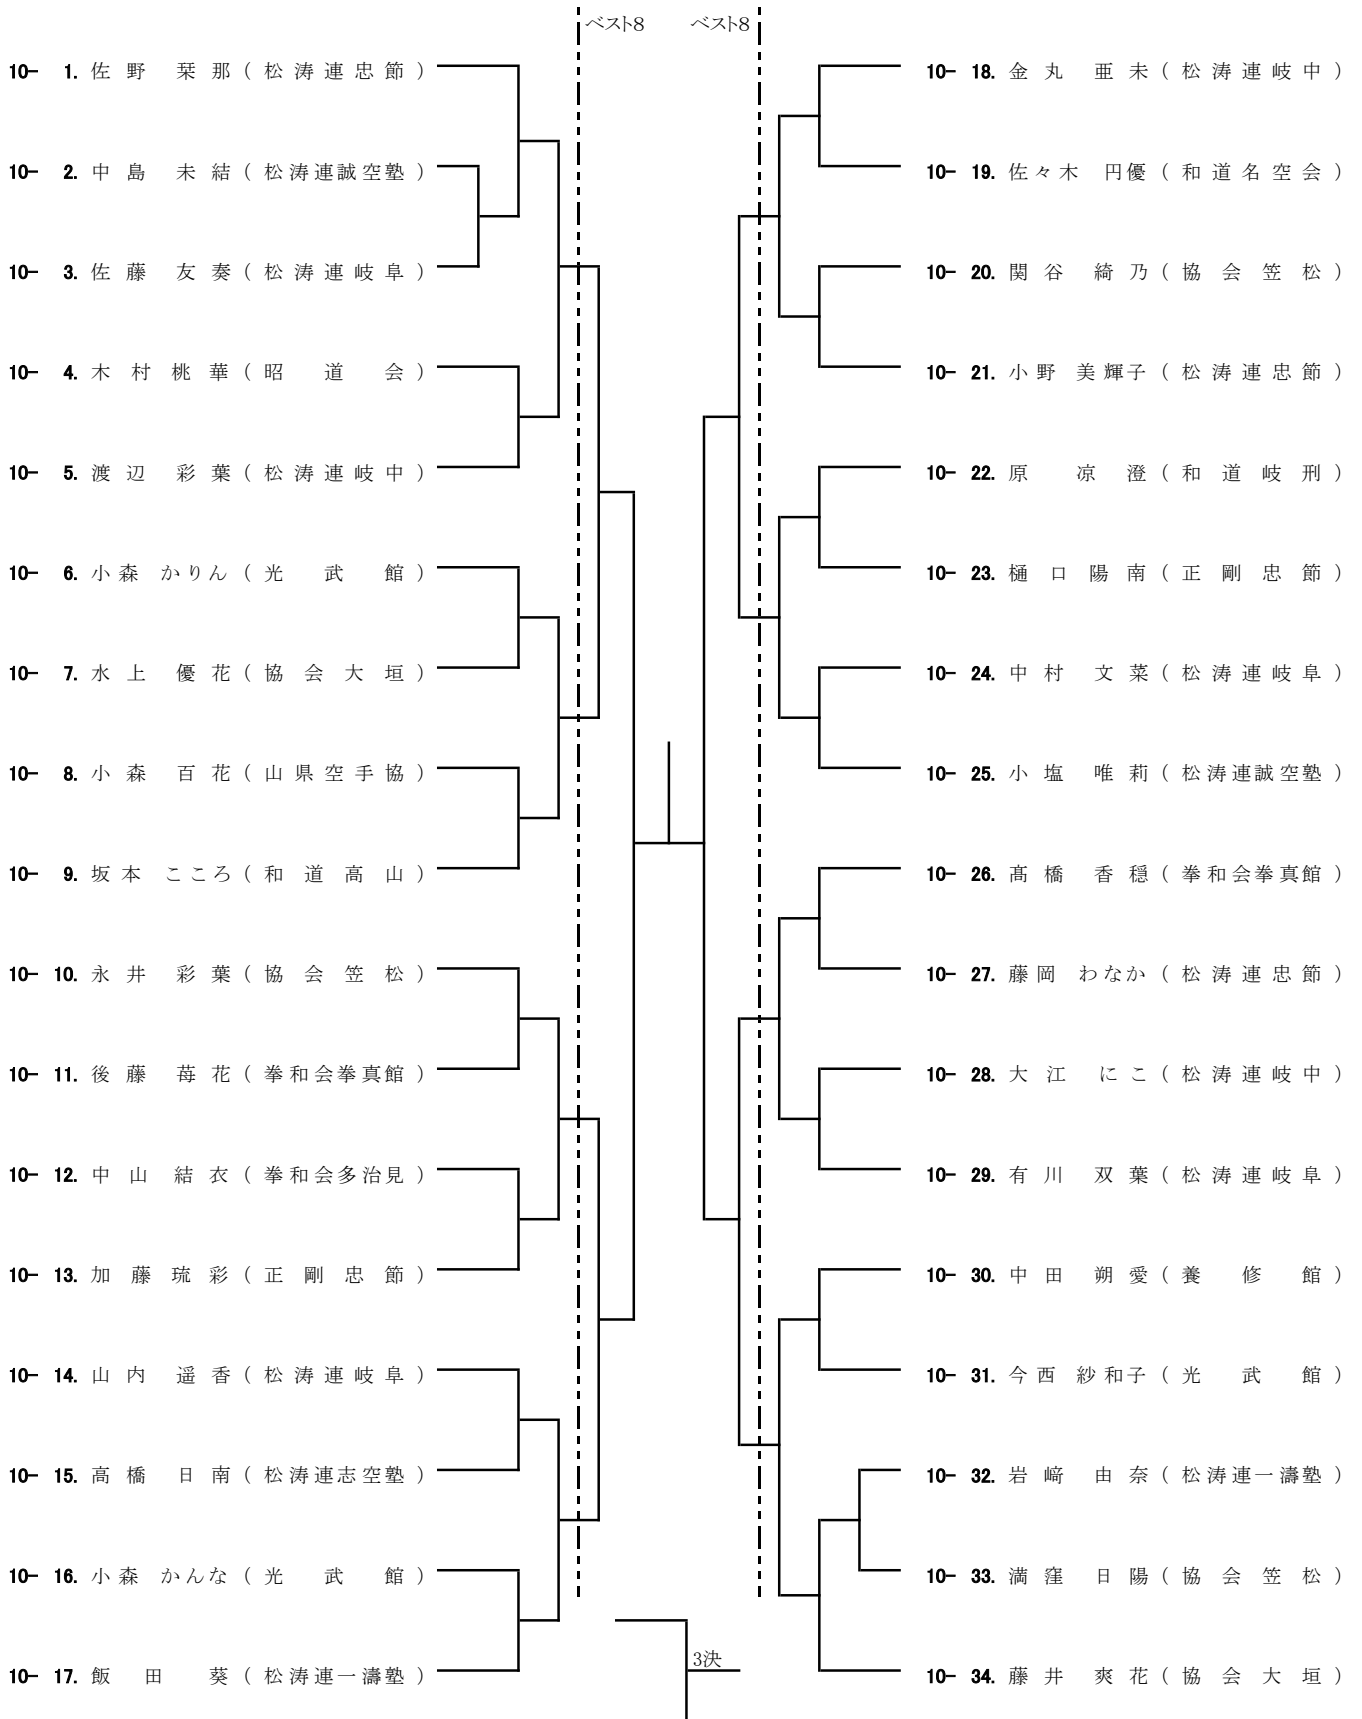 ベスト8 ベスト8
10- 1. 佐野 栞那 ( 松涛連忠節 )
10- 2. 中島 未結 ( 松涛連誠空塾 )
10- 3. 佐藤 友奏 ( 松涛連岐阜 )
10- 4. 木村 桃華 ( 昭道会 )
10- 5. 渡辺 彩葉 ( 松涛連岐中 )
10- 6. 小森 かりん ( 光武館 )
10- 7. 水上 優花 ( 協会大垣 )
10- 8. 小森 百花 ( 山県空手協 )
10- 9. 坂本 こころ ( 和道高山 )
10- 10. 永井 彩葉 ( 協会笠松 )
10- 11. 後藤 苺花 ( 拳和会拳真館 )
10- 12. 中山 結衣 ( 拳和会多治見 )
10- 13. 加藤 琉彩 ( 正剛忠節 )
10- 14. 山内 遥香 ( 松涛連岐阜 )
10- 15. 高橋 日南 ( 松涛連志空塾 )
10- 16. 小森 かんな ( 光武館 )
10- 17. 飯田 葵 ( 松涛連一濤塾 )
10- 18. 金丸 亜未 ( 松涛連岐中 )
10- 19. 佐々木 円優 ( 和道名空会 )
10- 20. 関谷 綺乃 ( 協会笠松 )
10- 21. 小野 美輝子 ( 松涛連忠節 )
10- 22. 原 凉澄 ( 和道岐刑 )
10- 23. 樋口 陽南 ( 正剛忠節 )
10- 24. 中村 文菜 ( 松涛連岐阜 )
10- 25. 小塩 唯莉 ( 松涛連誠空塾 )
10- 26. 髙橋 香穏 ( 拳和会拳真館 )
10- 27. 藤岡 わなか ( 松涛連忠節 )
10- 28. 大江 にこ ( 松涛連岐中 )
10- 29. 有川 双葉 ( 松涛連岐阜 )
10- 30. 中田 朔愛 ( 養修館 )
10- 31. 今西 紗和子 ( 光武館 )
10- 32. 岩﨑 由奈 ( 松涛連一濤塾 )
10- 33. 満窪 日陽 ( 協会笠松 )
10- 34. 藤井 爽花 ( 協会大垣 )
3決